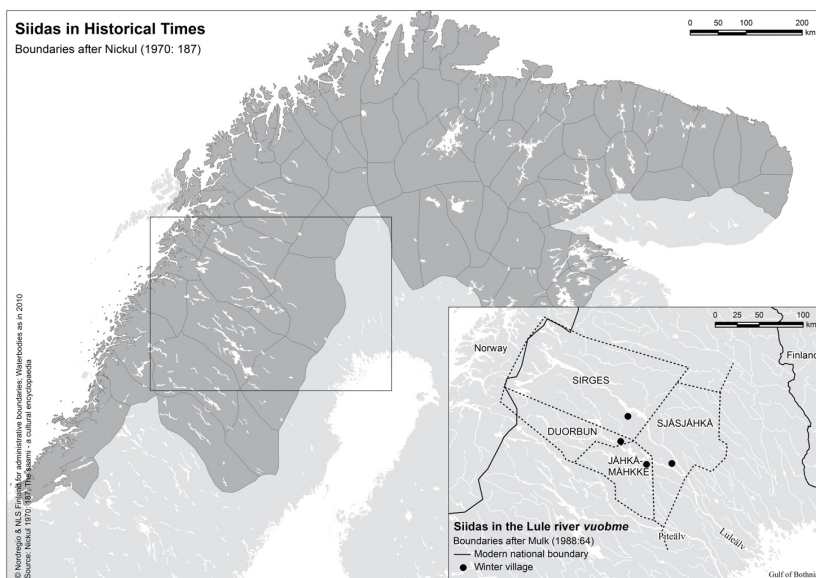 Siidas in Historical Times
Boundaries after Nickul (1970: 187)
0 50 100 200
km
© Nordregio & NLS Finland for administrative boundaries; Waterbodies as in 2010
Source: Nickul 1970: 187, The saami - a cultural encyclopaedia
0 25 50 100
km
Norway
Finland
SIRGES
SJÄSJÄHKÄ
DUORBUN
JÅHKÅ-
MÅHKKE
Siidas in the Lule river vuobme
Boundaries after Mulk (1988:64)
Modern national boundary
Winter village
Piteälv
Luleälv
Gulf of Bothnia